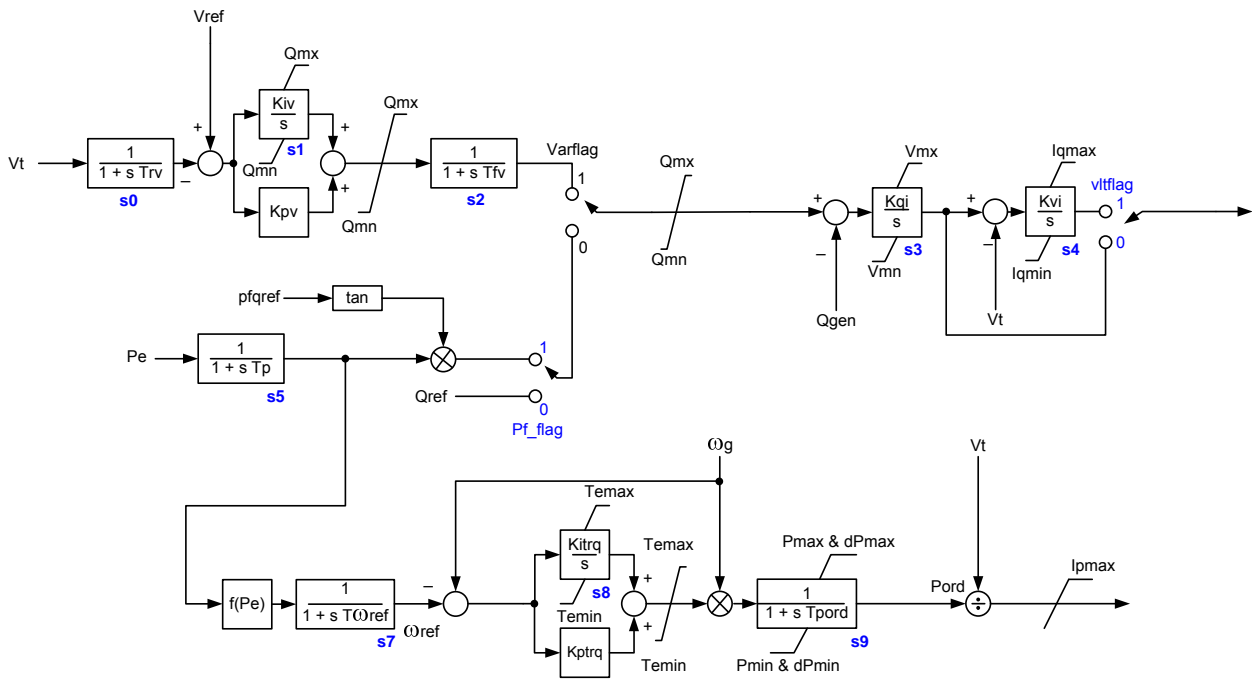 Vref
Qmx
Kiv
s
s1
Qmn
+
+
+
–
Vt
1
1 + s Trv
s0
Kpv
Qmx
Qmn
1
1 + s Tfv
s2
Varflag
1
0
Qmx
Qmn
+
–
Qgen
Vmx
Kqi
s
s3
Vmn
+
–
Vt
Iqmax
Kvi
s
s4
Iqmin
vltflag
1
0
pfqref
tan
Pe
1
1 + s Tp
s5
1
Qref
0
Pf_flag
ωg
f(Pe)
1
1 + s Tωref
s7
ωref
–
Temax
Kitrq
s
s8
Temin
Kptrq
+
+
Temax
Temin
Pmax & dPmax
1
1 + s Tpord
s9
Pmin & dPmin
Pord
Vt
÷
Ipmax